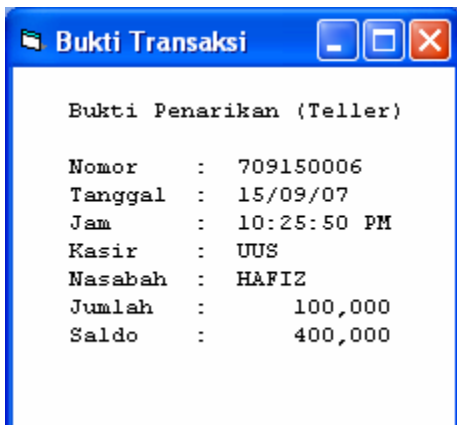 Bukti Transaksi
Bukti Penarikan (Teller)
Nomor : 709150006
Tanggal : 15/09/07
Jam : 10:25:50 PM
Kasir : UUS
Nasabah : HAFIZ
Jumlah : 100,000
Saldo : 400,000